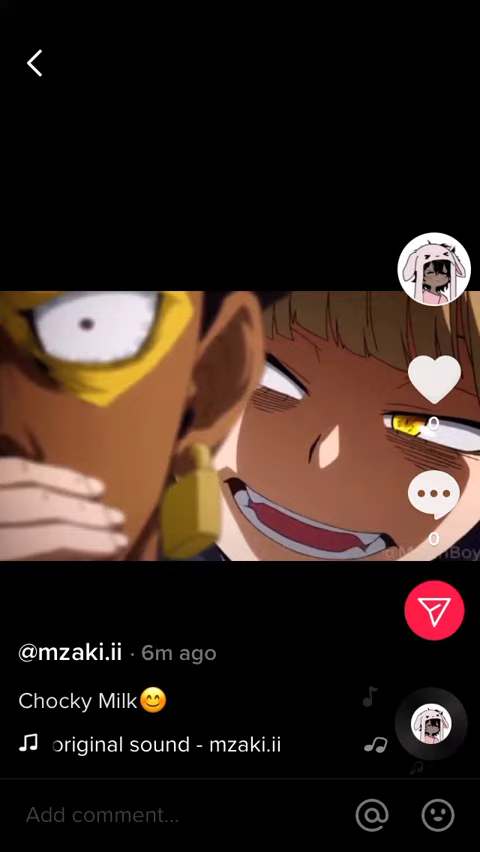 0
0
@mzaki.ii · 6m ago
Chocky Milk😊
original sound - mzaki.ii
Add comment...